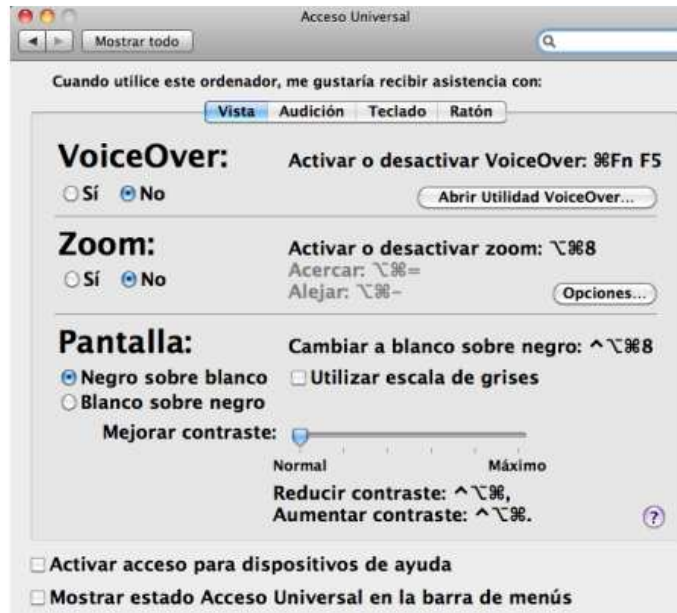 Acceso Universal
Mostrar todo
Cuando utilice este ordenador, me gustaría recibir asistencia con:
Vista Audición Teclado Ratón
VoiceOver: Activar o desactivar VoiceOver: ⌘Fn F5
Sí No Abrir Utilidad VoiceOver...
Zoom: Activar o desactivar zoom: ⌥⌘8
Sí No Acercar: ⌥⌘=
Alejar: ⌥⌘- Opciones...
Pantalla: Cambiar a blanco sobre negro: ^⌥⌘8
Negro sobre blanco Utilizar escala de grises
Blanco sobre negro
Mejorar contraste:
Normal Máximo
Reducir contraste: ^⌥⌘,
Aumentar contraste: ^⌥⌘.
?
Activar acceso para dispositivos de ayuda
Mostrar estado Acceso Universal en la barra de menús